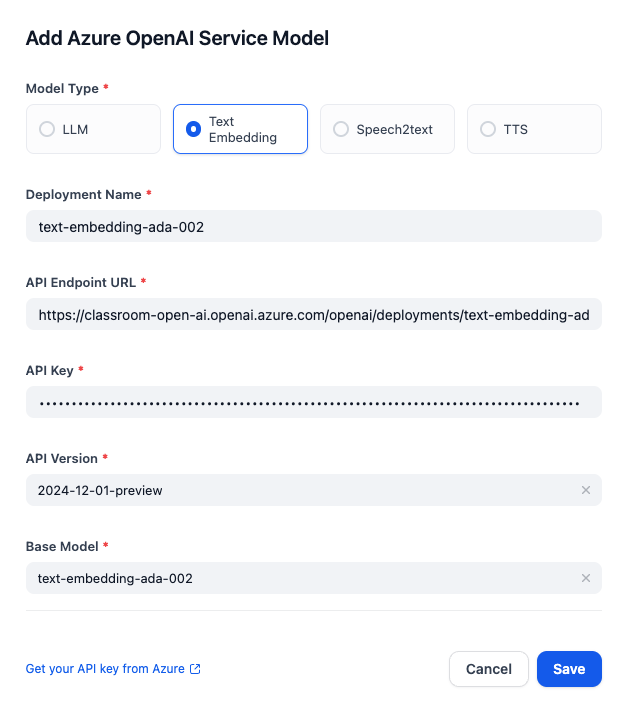 Add Azure OpenAI Service Model
Model Type *
LLM
Text
Embedding
Speech2text
TTS
Deployment Name *
text-embedding-ada-002
API Endpoint URL *
https://classroom-open-ai.openai.azure.com/openai/deployments/text-embedding-ad
API Key *
API Version *
2024-12-01-preview
Base Model *
text-embedding-ada-002
Get your API key from Azure
Cancel
Save